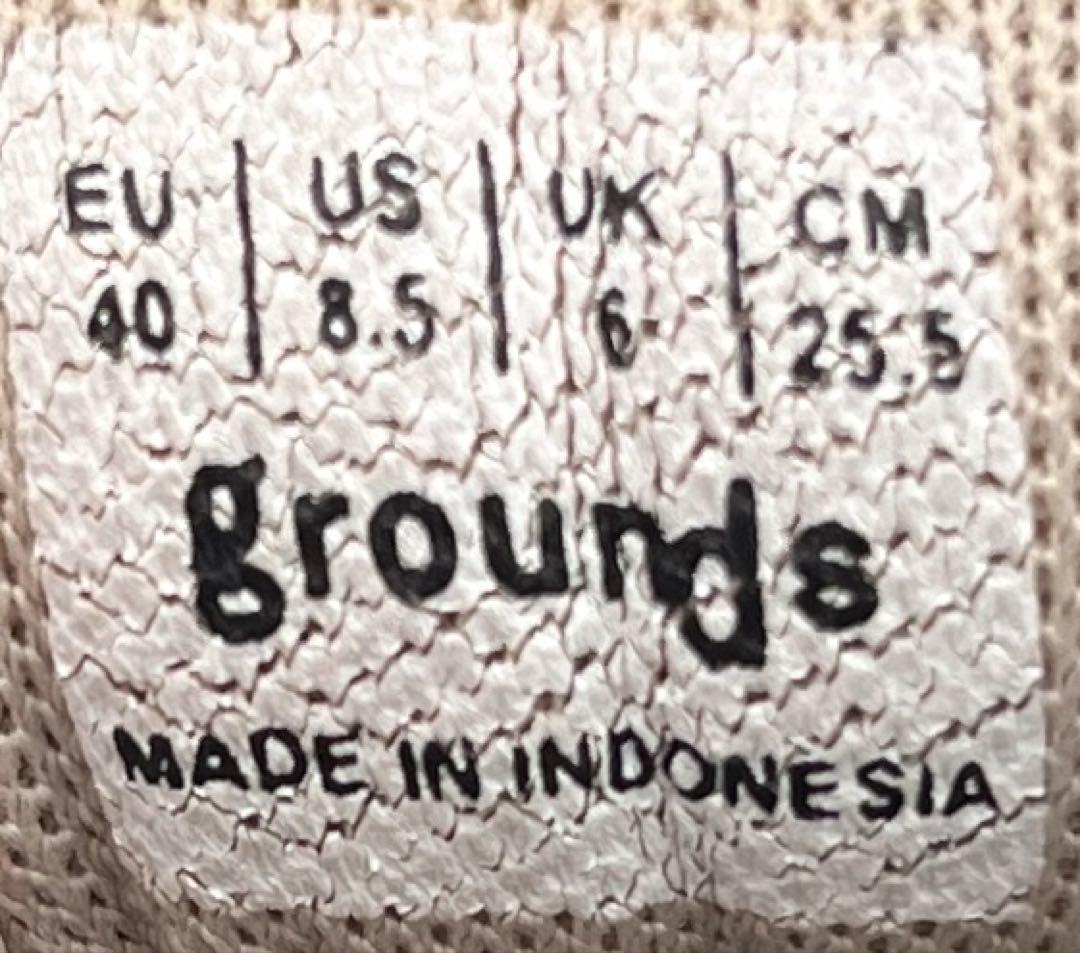 EU | US | UK | CM
40 | 8.5 | 6 | 25.5
grounds
MADE IN INDONESIA